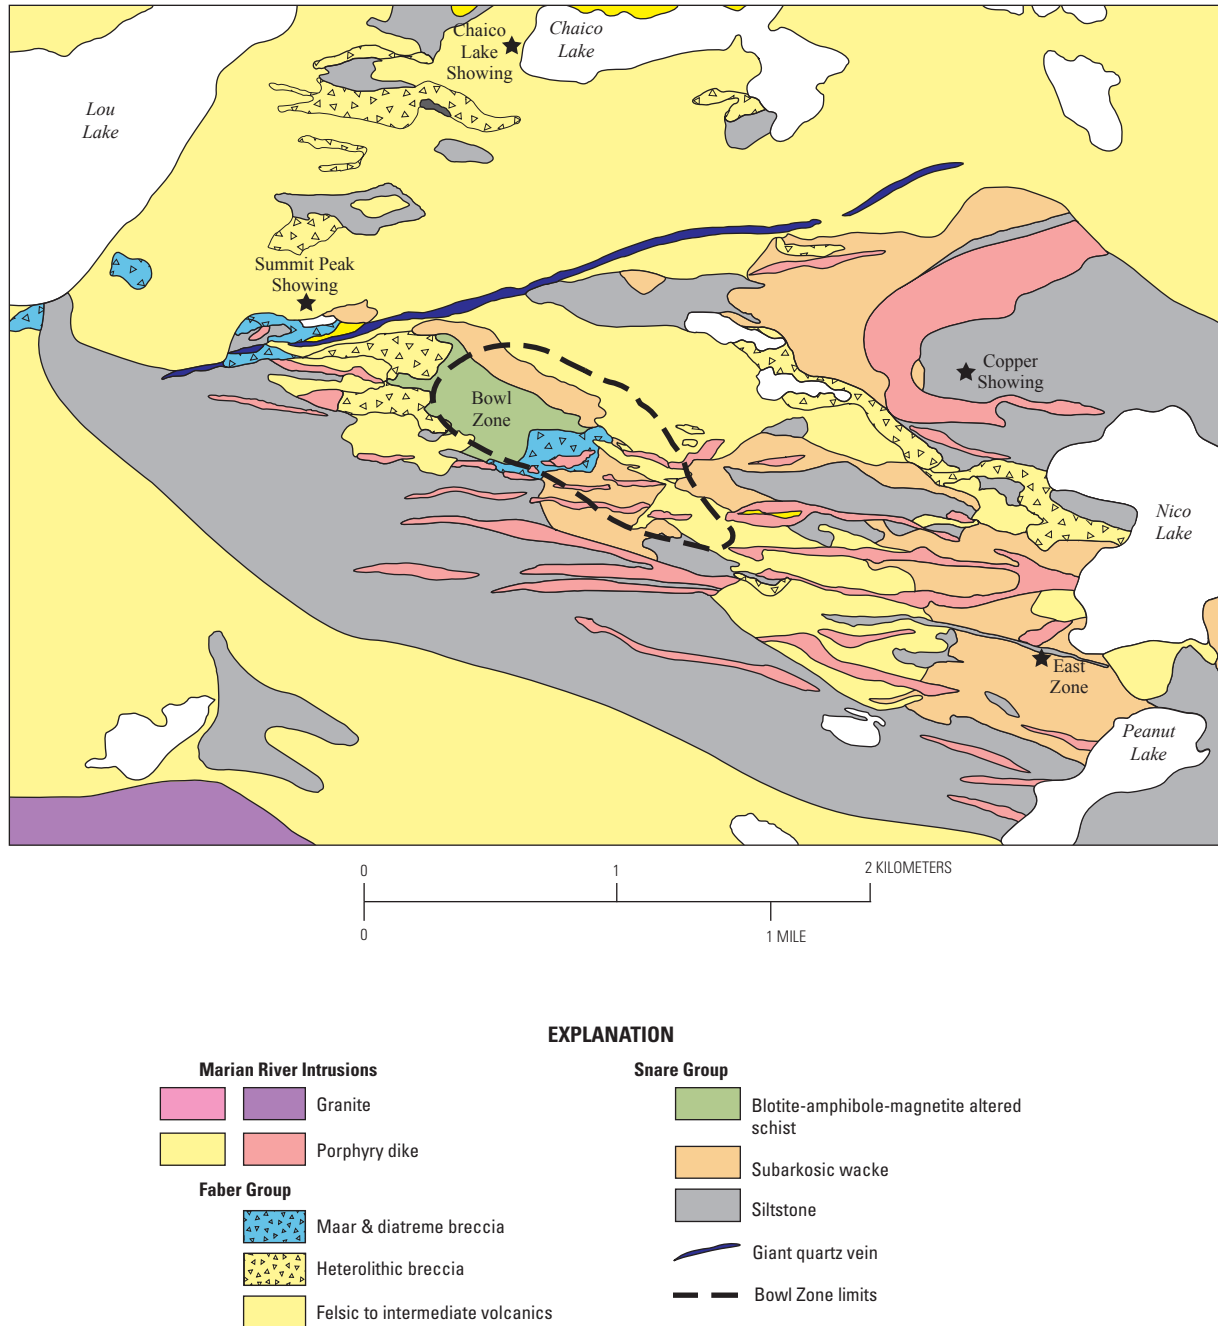 Chaico
Lake
Showing
Chaico
Lake
Lou
Lake
Summit Peak
Showing
Copper
Showing
Bowl
Zone
Nico
Lake
East
Zone
Peanut
Lake
0 1 2 KILOMETERS
0 1 MILE
EXPLANATION
Marian River Intrusions
Granite
Porphyry dike
Faber Group
Maar & diatreme breccia
Heterolithic breccia
Felsic to intermediate volcanics
Snare Group
Blotite-amphibole-magnetite altered
schist
Subarkosic wacke
Siltstone
Giant quartz vein
Bowl Zone limits